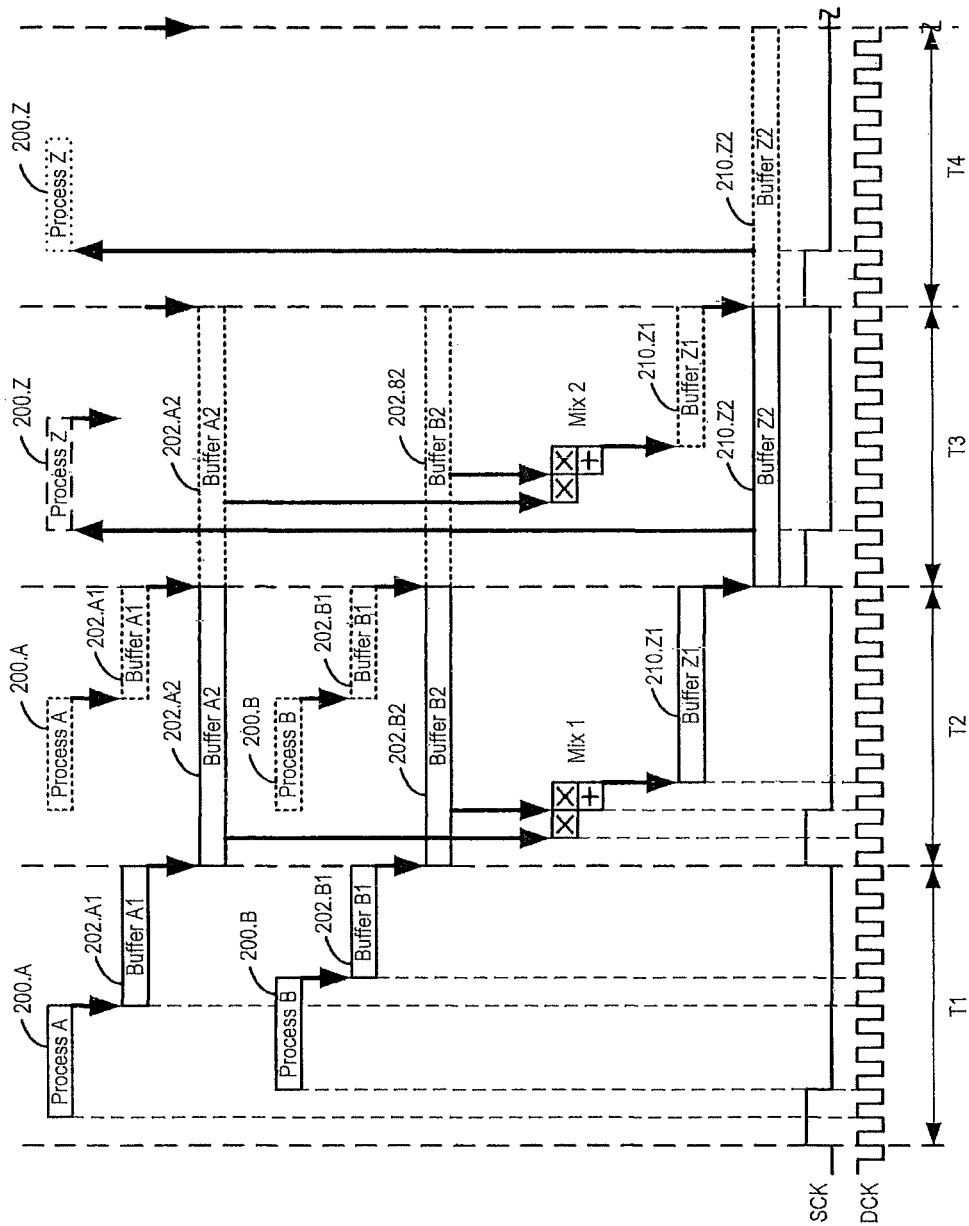 200.A
200.A
200.Z
200.Z
Process A
Process A
Process Z
Process Z
202.A1
202.A1
Buffer A1
Buffer A1
202.A2
202.A2
Buffer A2
Buffer A2
200.B
200.B
Process B
Process B
202.B1
202.B1
Buffer B1
Buffer B1
202.B2
202.82
Buffer B2
Buffer B2
Mix 1
Mix 2
X X
+
X X
+
210.Z1
210.Z1
Buffer Z1
Buffer Z1
210.Z2
210.Z2
Buffer Z2
Buffer Z2
SCK
DCK
T1
T2
T3
T4